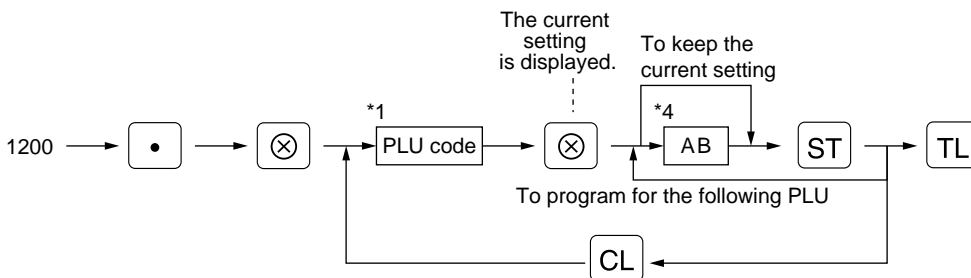 The current
setting
is displayed.
To keep the
current setting
*1
*4
1200
•
⊗
PLU code
⊗
AB
ST
TL
To program for the following PLU
CL